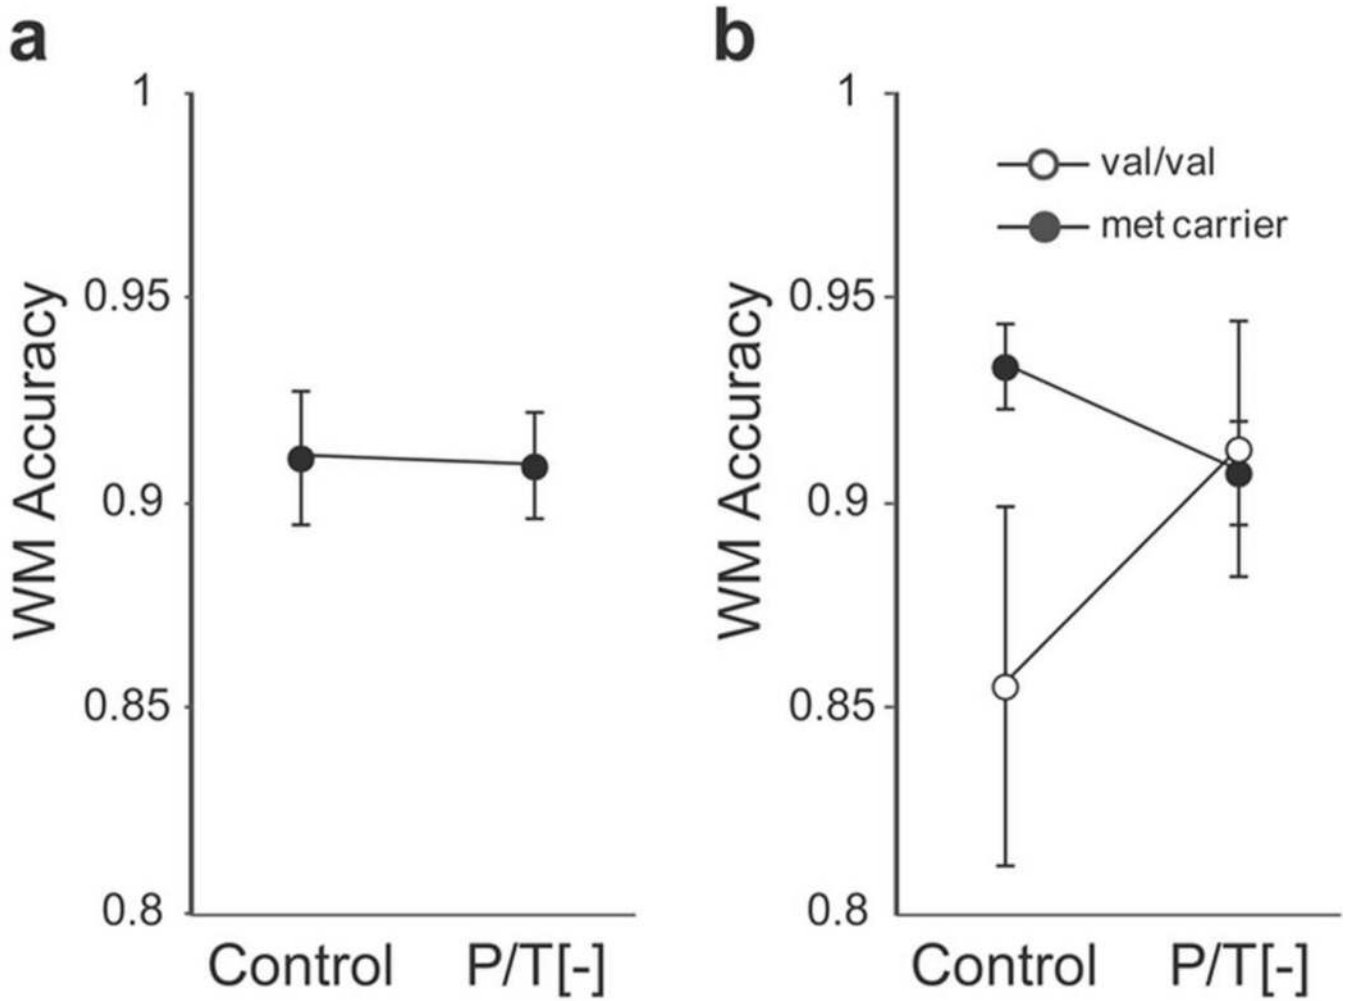 a
1
0.95
0.9
0.85
0.8
WM Accuracy
Control P/T[-]
b
1
0.95
0.9
0.85
0.8
WM Accuracy
val/val
met carrier
Control P/T[-]